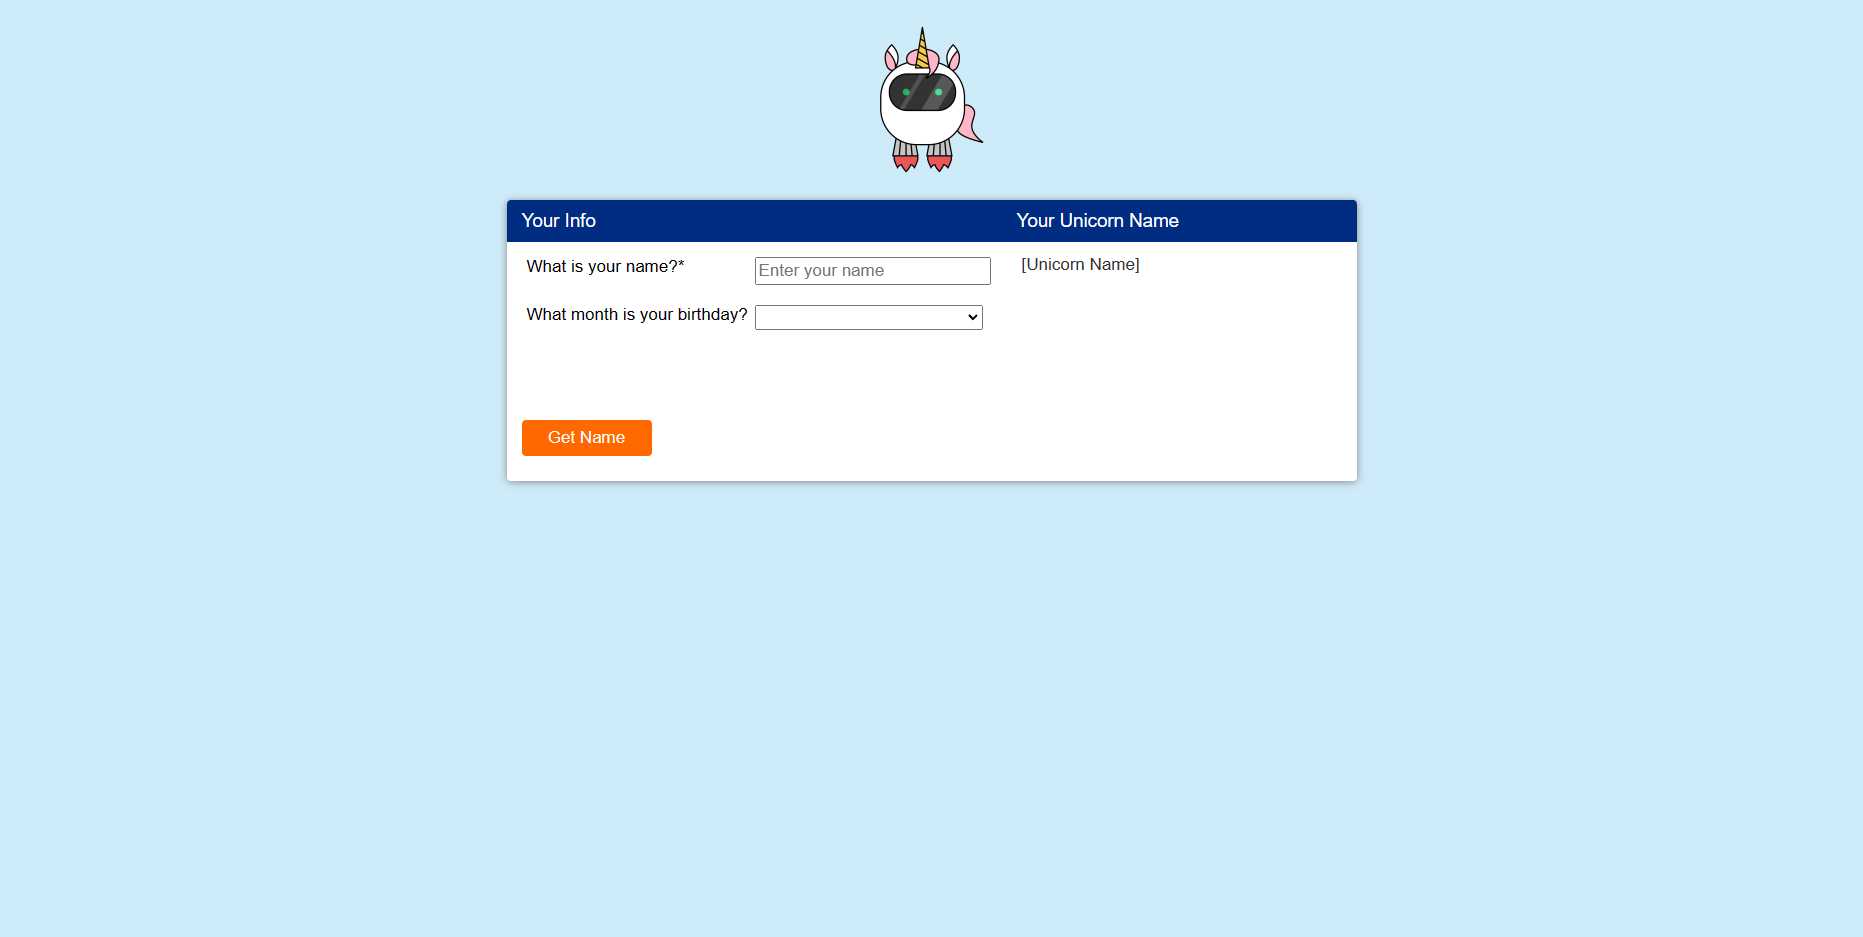 Your Info
Your Unicorn Name
What is your name?*
Enter your name
[Unicorn Name]
What month is your birthday?
Get Name